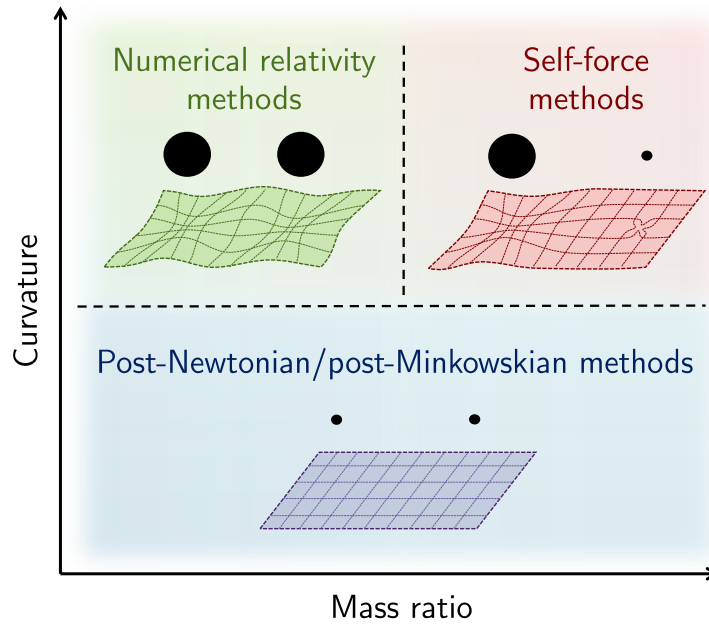 Numerical relativity
methods
Self-force
methods
Curvature
Post-Newtonian/post-Minkowskian methods
Mass ratio